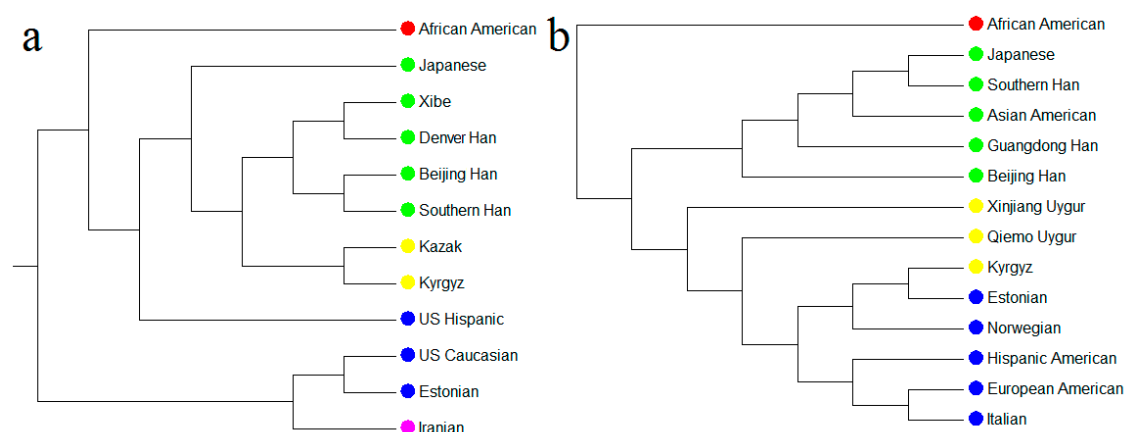 a
African American
Japanese
Xibe
Denver Han
Beijing Han
Southern Han
Kazak
Kyrgyz
US Hispanic
US Caucasian
Estonian
Iranian
b
African American
Japanese
Southern Han
Asian American
Guangdong Han
Beijing Han
Xinjiang Uygur
Qiemo Uygur
Kyrgyz
Estonian
Norwegian
Hispanic American
European American
Italian